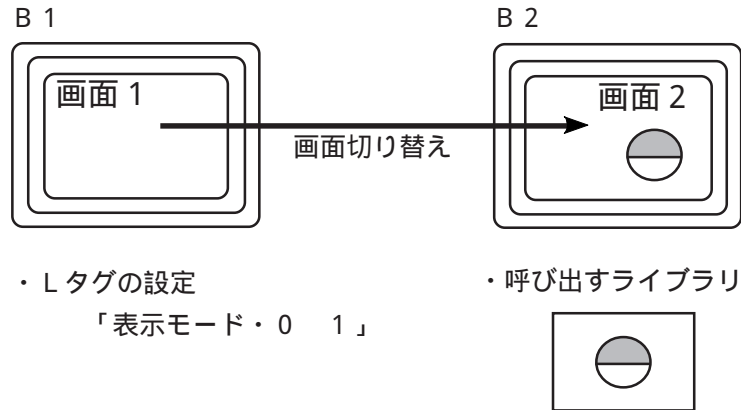 B 1
B 2
画面 1
画面 2
画面切り替え
・Lタグの設定
「表示モード・ 0　1」
・呼び出すライブラリ